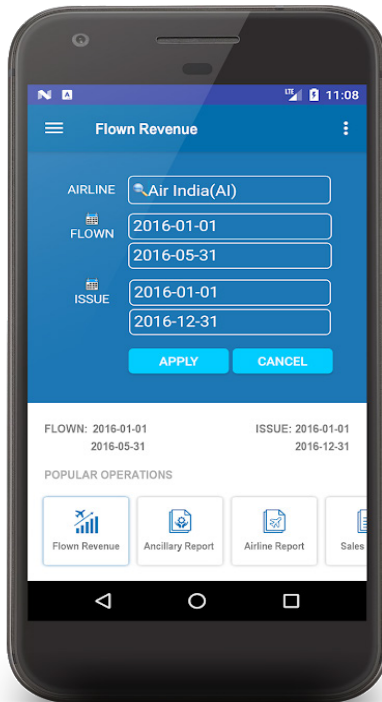 LTE 11:08
Flown Revenue
AIRLINE Air India(AI)
FLOWN 2016-01-01
2016-05-31
ISSUE 2016-01-01
2016-12-31
APPLY CANCEL
FLOWN: 2016-01-01 ISSUE: 2016-01-01
2016-05-31 2016-12-31
POPULAR OPERATIONS
Flown Revenue Ancillary Report Airline Report Sales